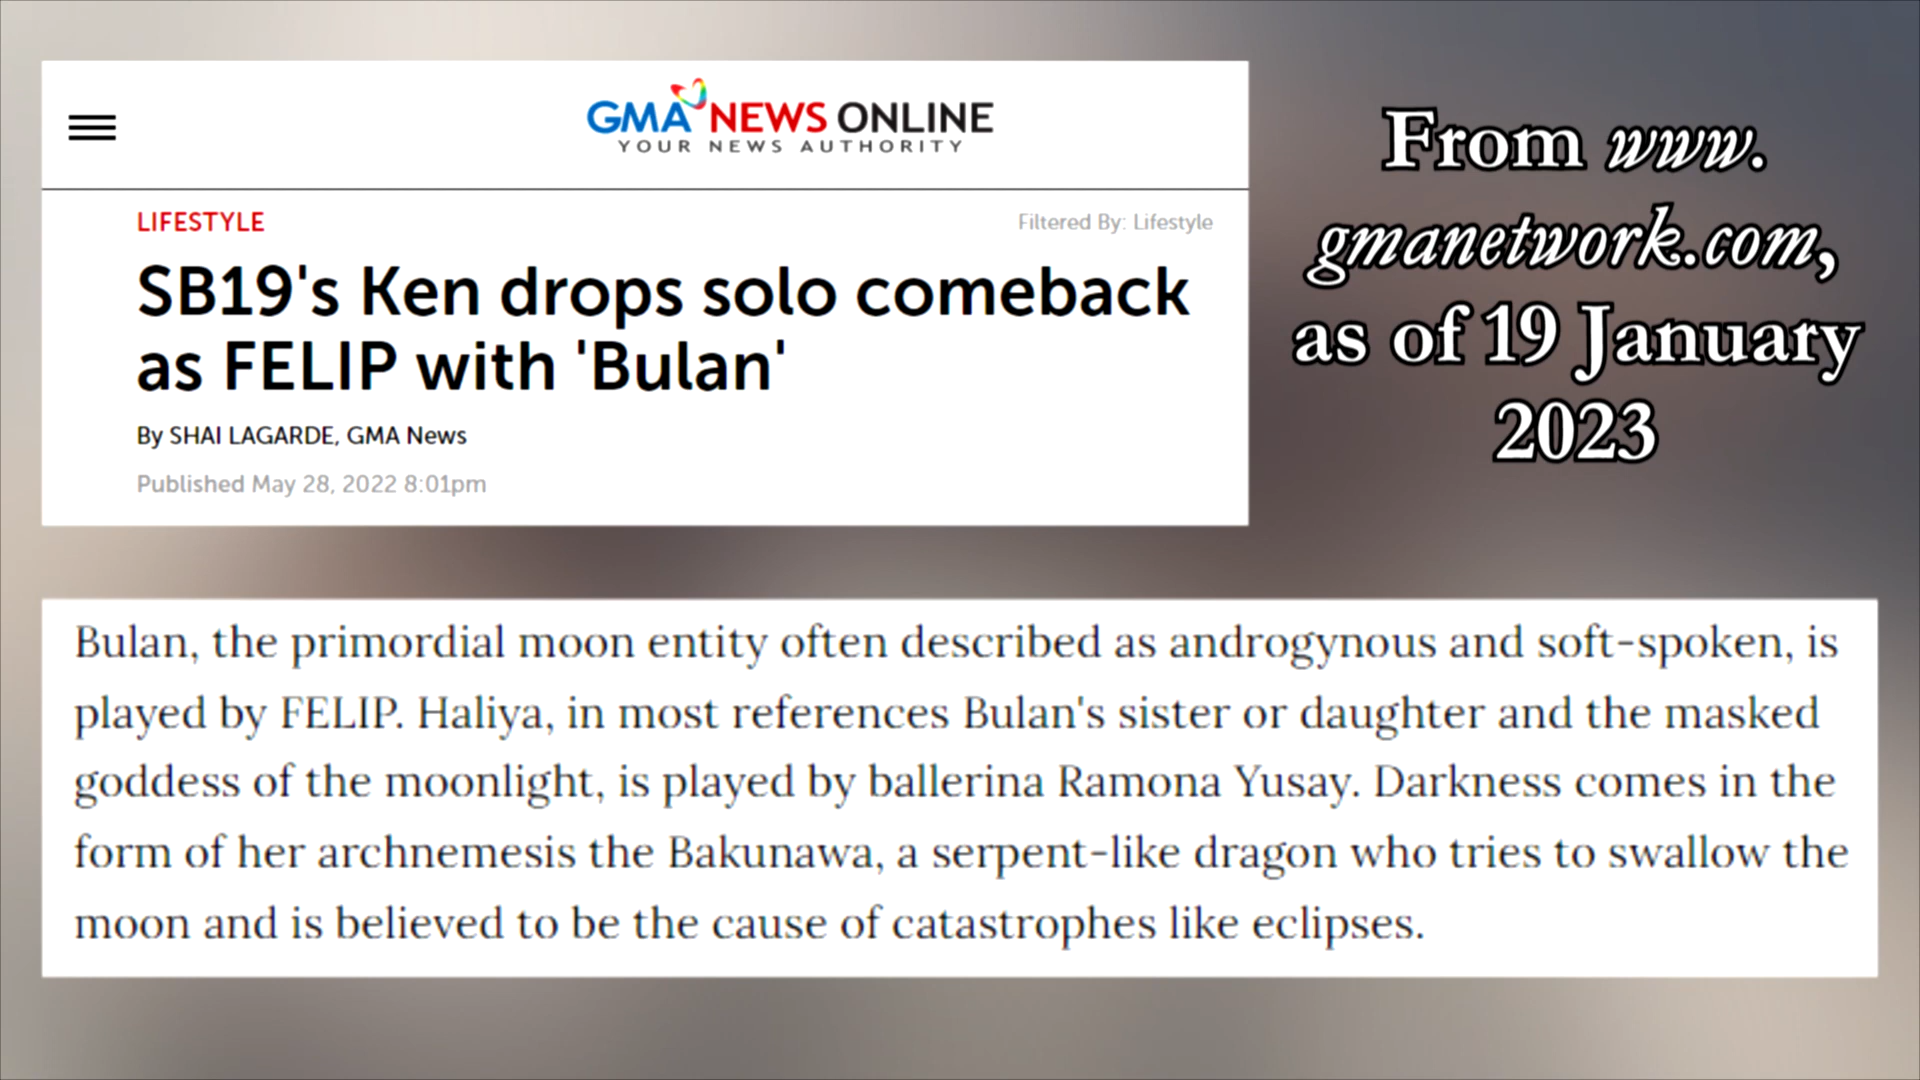 GMA NEWS ONLINE
YOUR NEWS AUTHORITY
LIFESTYLE
Filtered By: Lifestyle
SB19's Ken drops solo comeback
as FELIP with 'Bulan'
By SHAI LAGARDE, GMA News
Published May 28, 2022 8:01pm
From www.
gmanetwork.com,
as of 19 January
2023
Bulan, the primordial moon entity often described as androgynous and soft-spoken, is
played by FELIP. Haliya, in most references Bulan's sister or daughter and the masked
goddess of the moonlight, is played by ballerina Ramona Yusay. Darkness comes in the
form of her archnemesis the Bakunawa, a serpent-like dragon who tries to swallow the
moon and is believed to be the cause of catastrophes like eclipses.